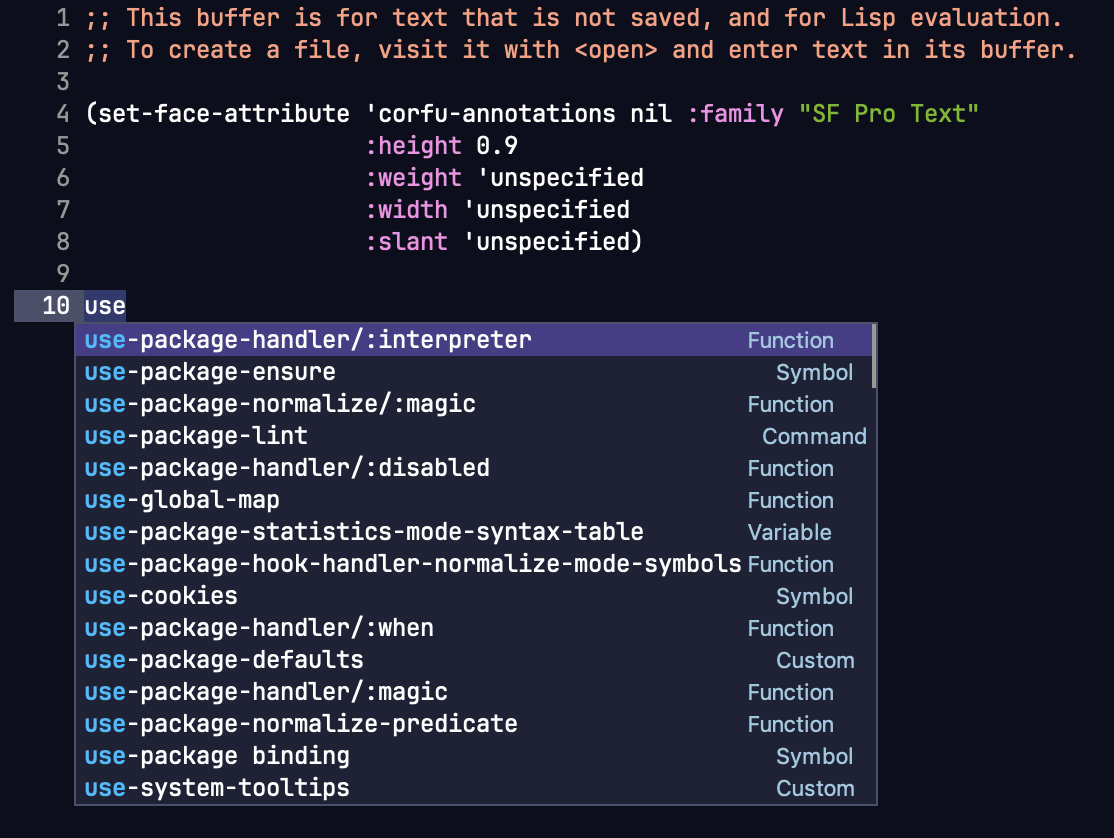 1 ;; This buffer is for text that is not saved, and for Lisp evaluation.
2 ;; To create a file, visit it with <open> and enter text in its buffer.
3
4 (set-face-attribute 'corfu-annotations nil :family "SF Pro Text"
5 :height 0.9
6 :weight 'unspecified
7 :width 'unspecified
8 :slant 'unspecified)
9
10 use
use-package-handler/:interpreter Function
use-package-ensure Symbol
use-package-normalize/:magic Function
use-package-lint Command
use-package-handler/:disabled Function
use-global-map Function
use-package-statistics-mode-syntax-table Variable
use-package-hook-handler-normalize-mode-symbols Function
use-cookies Symbol
use-package-handler/:when Function
use-package-defaults Custom
use-package-handler/:magic Function
use-package-normalize-predicate Function
use-package binding Symbol
use-system-tooltips Custom